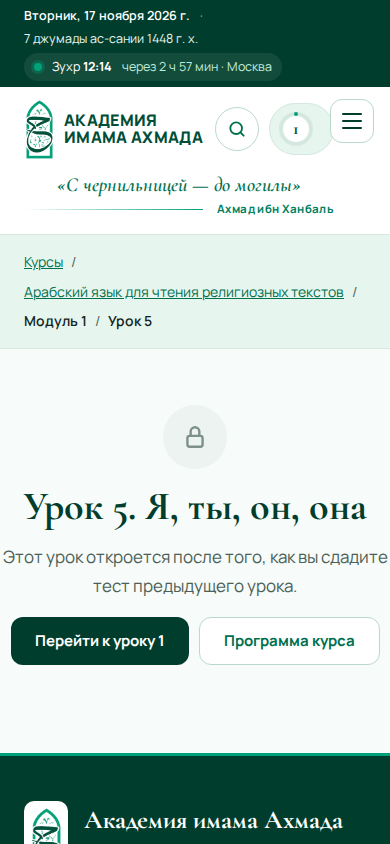 Вторник, 17 ноября 2026 г. ·
7 джумады ас-сании 1448 г. х.
Зухр 12:14 через 2 ч 57 мин · Москва
АКАДЕМИЯ
ИМАМА АХМАДА
1
«С чернильницей — до могилы»
Ахмад ибн Ханбаль
Курсы /
Арабский язык для чтения религиозных текстов /
Модуль 1 / Урок 5
Урок 5. Я, ты, он, она
Этот урок откроется после того, как вы сдадите
тест предыдущего урока.
Перейти к уроку 1
Программа курса
Академия имама Ахмада